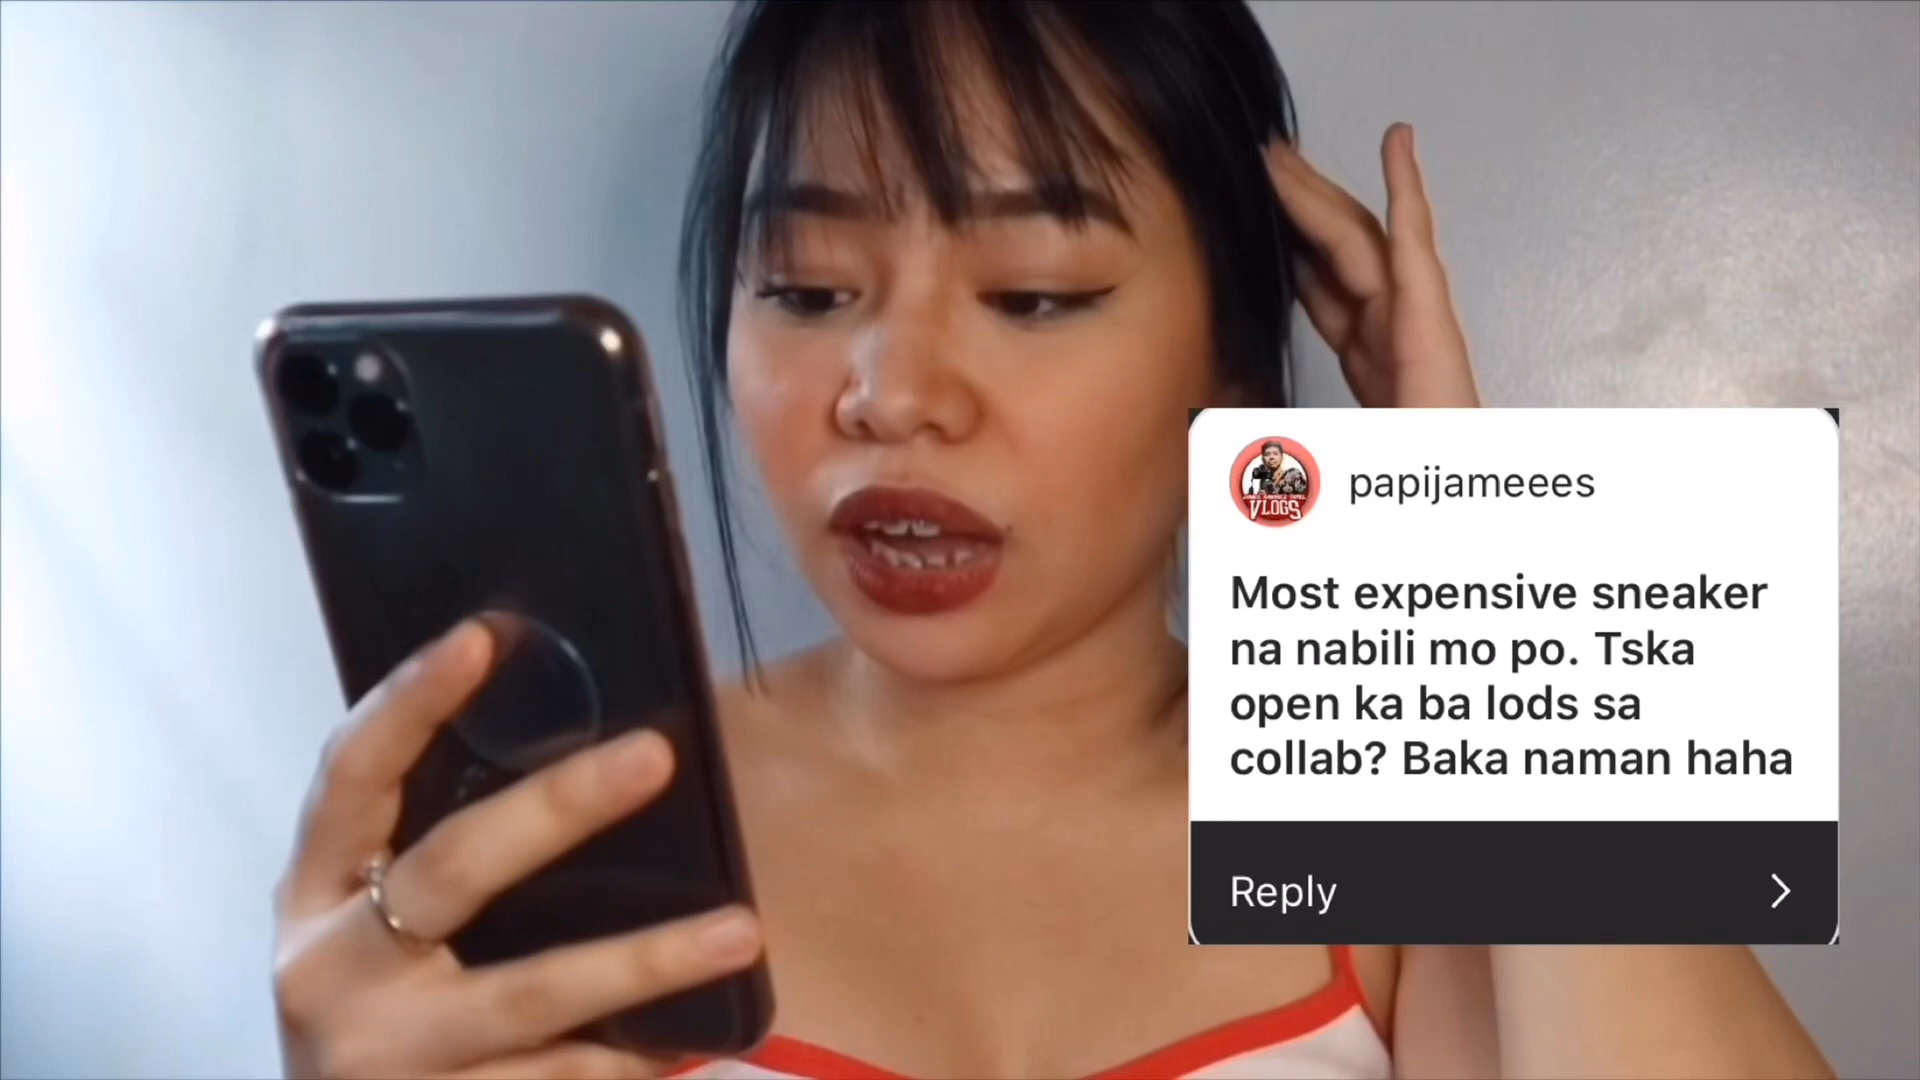 papijameees
VLOGS
Most expensive sneaker
na nabili mo po. Tska
open ka ba lods sa
collab? Baka naman haha
Reply